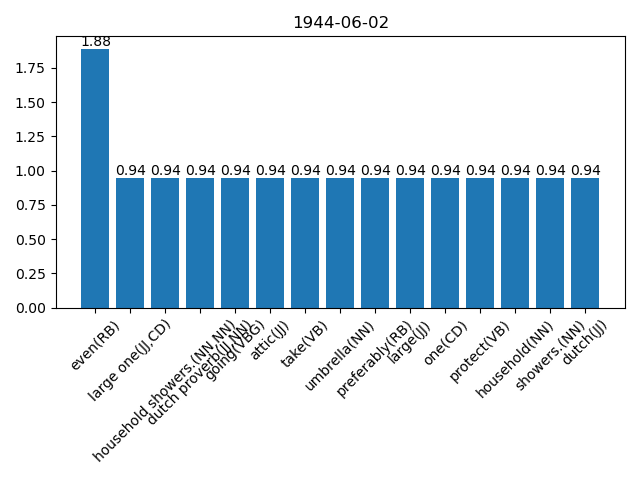 1944-06-02
1.88
0.94 0.94 0.94 0.94 0.94 0.94 0.94 0.94 0.94 0.94 0.94 0.94 0.94 0.94
1.75
1.50
1.25
1.00
0.75
0.50
0.25
0.00
even(RB)
large one(JJ,CD)
household showers.(NN,NN)
dutch proverb(JJ,NN)
going(VBG)
attic(JJ)
take(VB)
umbrella(NN)
preferably(RB)
large(JJ)
one(CD)
protect(VB)
household(NN)
showers.(NN)
dutch(JJ)